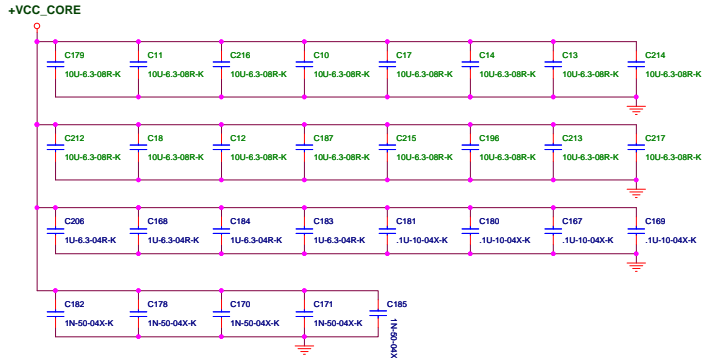 +VCC_CORE
C179 C11 C216 C10 C17 C14 C13 C214
10U-6.3-08R-K 10U-6.3-08R-K 10U-6.3-08R-K 10U-6.3-08R-K 10U-6.3-08R-K 10U-6.3-08R-K 10U-6.3-08R-K 10U-6.3-08R-K
C212 C18 C12 C187 C215 C196 C213 C217
10U-6.3-08R-K 10U-6.3-08R-K 10U-6.3-08R-K 10U-6.3-08R-K 10U-6.3-08R-K 10U-6.3-08R-K 10U-6.3-08R-K 10U-6.3-08R-K
C206 C168 C184 C183 C181 C180 C167 C169
1U-6.3-04R-K 1U-6.3-04R-K 1U-6.3-04R-K 1U-6.3-04R-K .1U-10-04X-K .1U-10-04X-K .1U-10-04X-K .1U-10-04X-K
C182 C178 C170 C171 C185
1N-50-04X-K 1N-50-04X-K 1N-50-04X-K 1N-50-04X-K 1N-50-04X